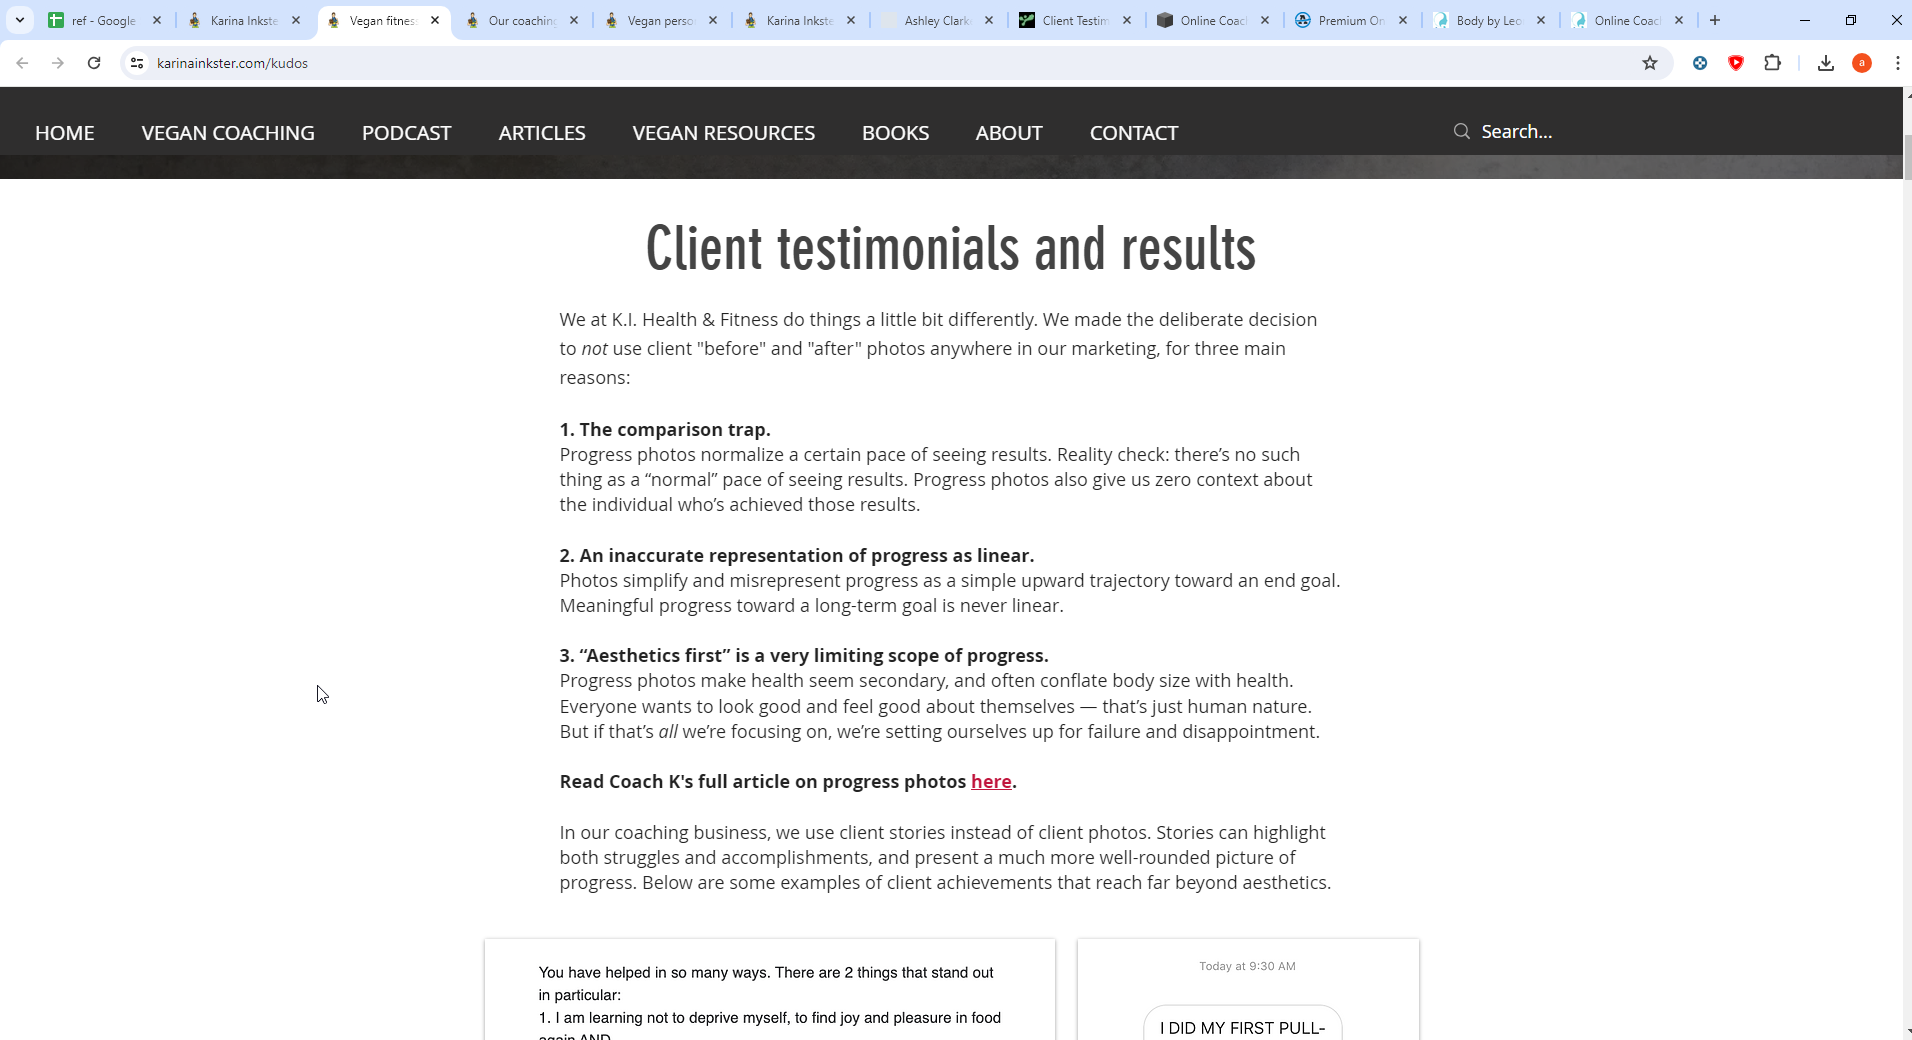 ref - Google
Karina Inkste
Vegan fitnes
Our coaching
Vegan perso
Karina Inkste
Ashley Clark
Client Testim
Online Coac
Premium On
Body by Leo
Online Coac
karinainkster.com/kudos
a
HOME VEGAN COACHING PODCAST ARTICLES VEGAN RESOURCES BOOKS ABOUT CONTACT Search...
Client testimonials and results
We at K.I. Health & Fitness do things a little bit differently. We made the deliberate decision
to not use client "before" and "after" photos anywhere in our marketing, for three main
reasons:
1. The comparison trap.
Progress photos normalize a certain pace of seeing results. Reality check: there’s no such
thing as a “normal” pace of seeing results. Progress photos also give us zero context about
the individual who’s achieved those results.
2. An inaccurate representation of progress as linear.
Photos simplify and misrepresent progress as a simple upward trajectory toward an end goal.
Meaningful progress toward a long-term goal is never linear.
3. “Aesthetics first” is a very limiting scope of progress.
Progress photos make health seem secondary, and often conflate body size with health.
Everyone wants to look good and feel good about themselves — that’s just human nature.
But if that’s all we’re focusing on, we’re setting ourselves up for failure and disappointment.
Read Coach K's full article on progress photos here.
In our coaching business, we use client stories instead of client photos. Stories can highlight
both struggles and accomplishments, and present a much more well-rounded picture of
progress. Below are some examples of client achievements that reach far beyond aesthetics.
You have helped in so many ways. There are 2 things that stand out
in particular:
1. I am learning not to deprive myself, to find joy and pleasure in food
again AND
Today at 9:30 AM
I DID MY FIRST PULL-